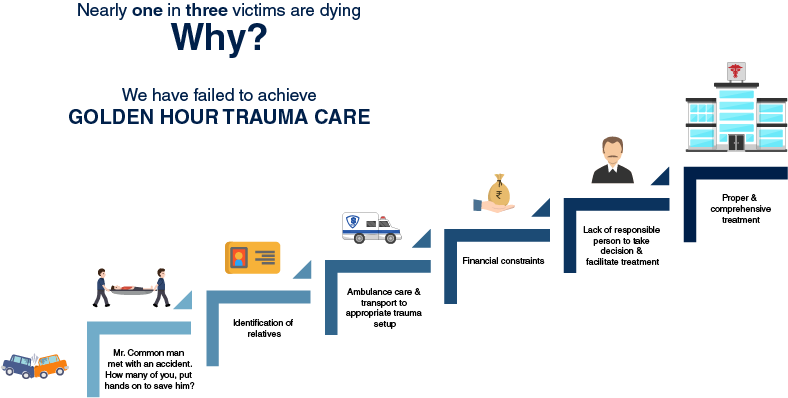 Nearly one in three victims are dying
Why?
We have failed to achieve
GOLDEN HOUR TRAUMA CARE
Mr. Common man
met with an accident.
How many of you, put
hands on to save him?
Identification of
relatives
Ambulance care &
transport to
appropriate trauma
setup
₹
Financial constraints
Lack of responsible
person to take
decision &
facilitate treatment
Proper &
comprehensive
treatment